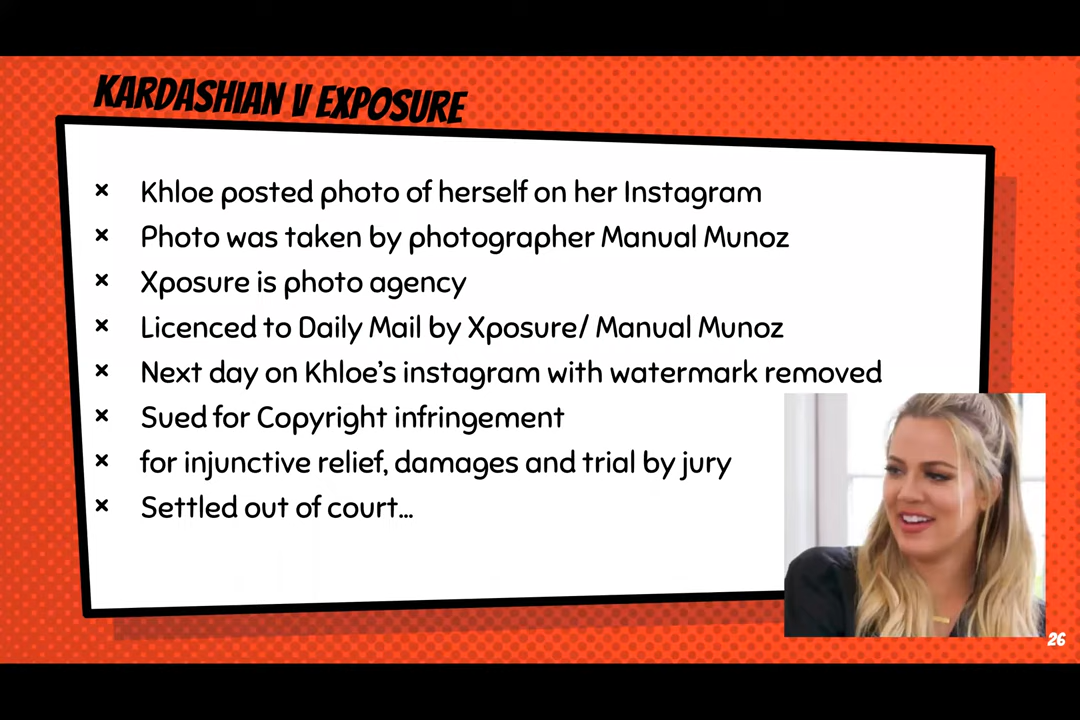 KARDASHIAN V EXPOSURE
× Khloe posted photo of herself on her Instagram
× Photo was taken by photographer Manual Munoz
× Xposure is photo agency
× Licenced to Daily Mail by Xposure/ Manual Munoz
× Next day on Khloe's instagram with watermark removed
× Sued for Copyright infringement
× for injunctive relief, damages and trial by jury
× Settled out of court...
26